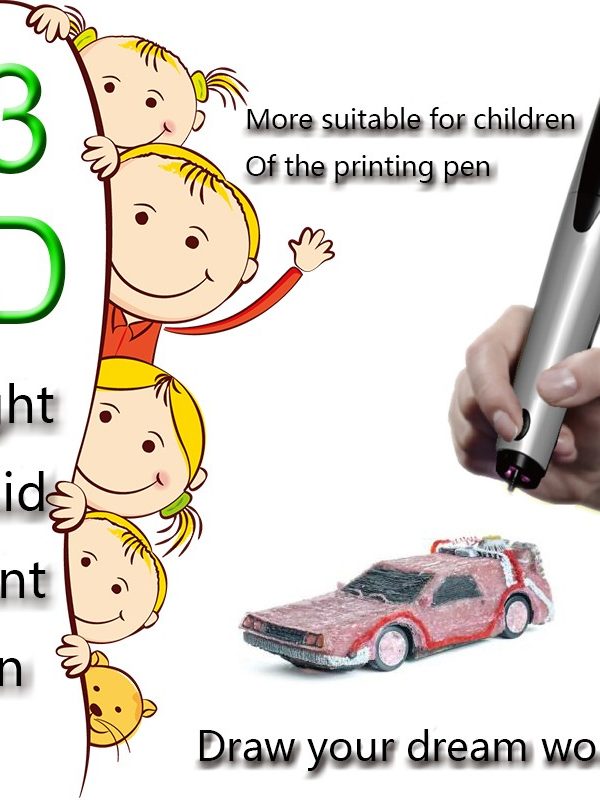 3
More suitable for children
Of the printing pen
D
ght
id
nt
n
Draw your dream wo